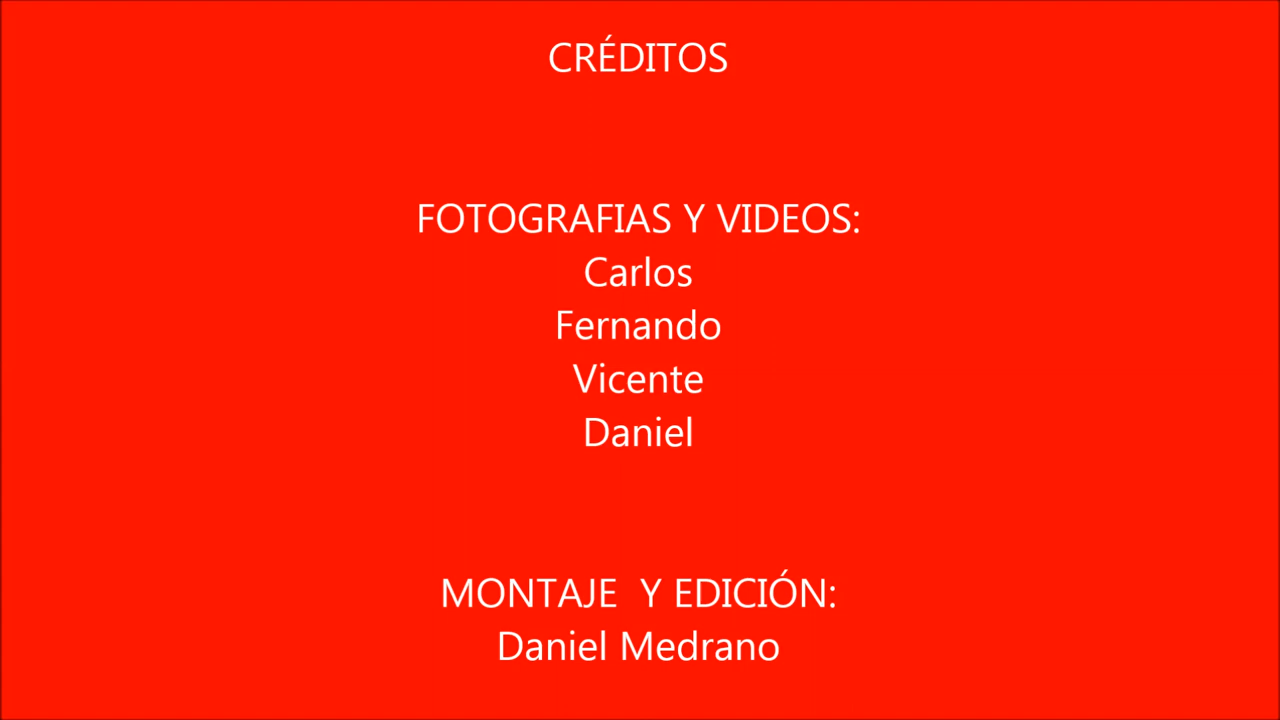 CRÉDITOS
FOTOGRAFIAS Y VIDEOS:
Carlos
Fernando
Vicente
Daniel
MONTAJE  Y EDICIÓN:
Daniel Medrano